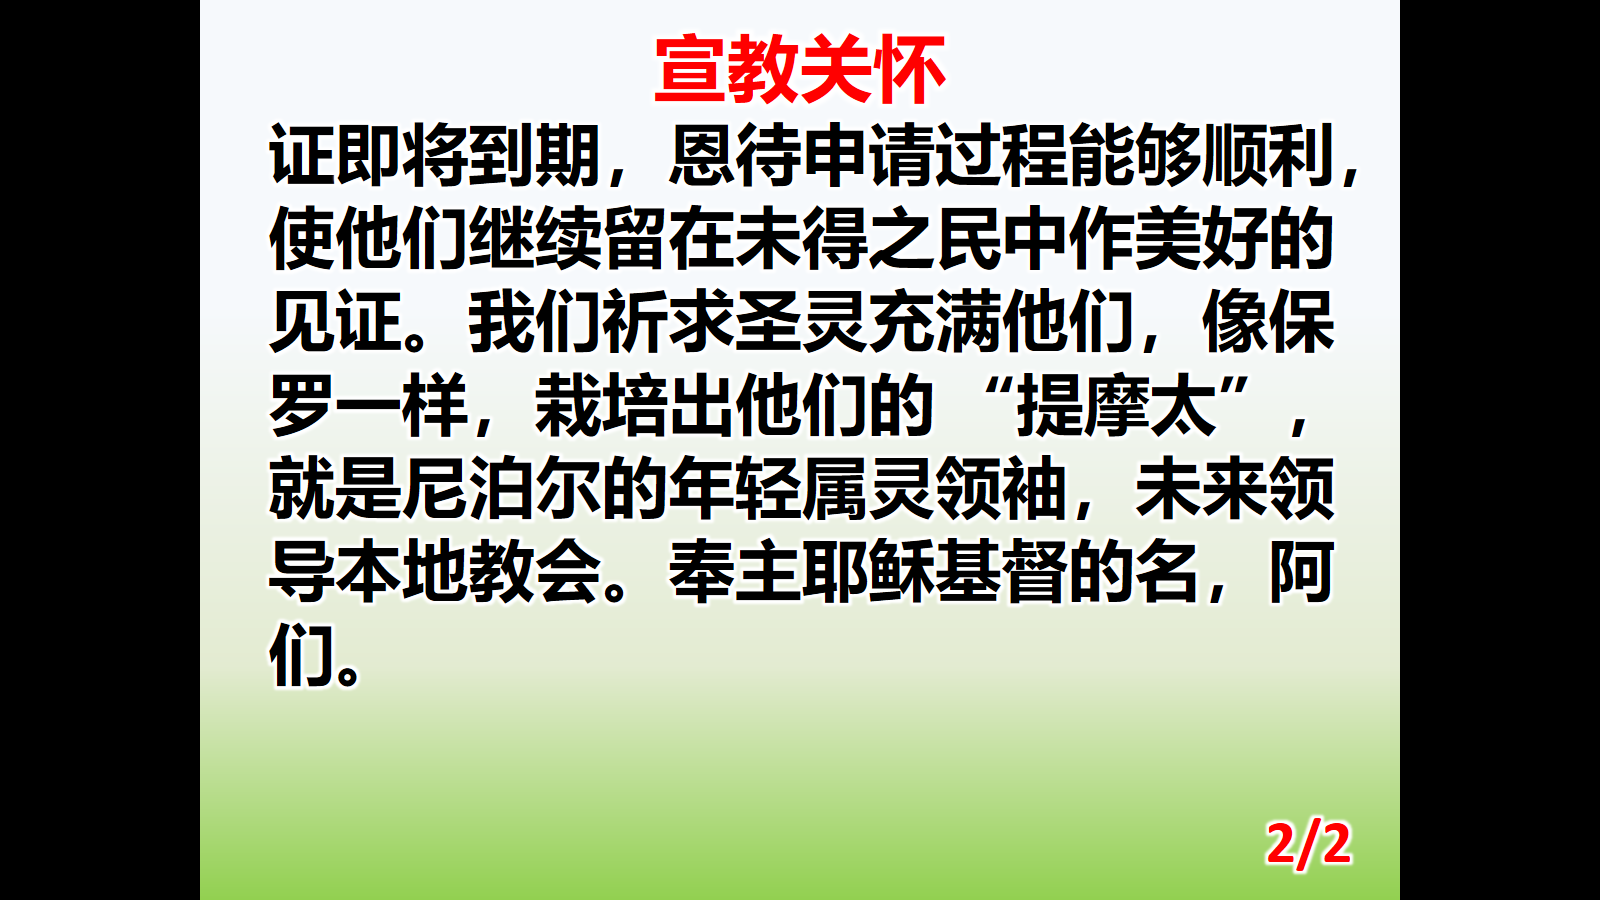 宣教关怀
证即将到期，恩待申请过程能够顺利，
使他们继续留在未得之民中作美好的
见证。我们祈求圣灵充满他们，像保
罗一样，栽培出他们的 “提摩太”，
就是尼泊尔的年轻属灵领袖，未来领
导本地教会。奉主耶稣基督的名，阿
们。
2/2